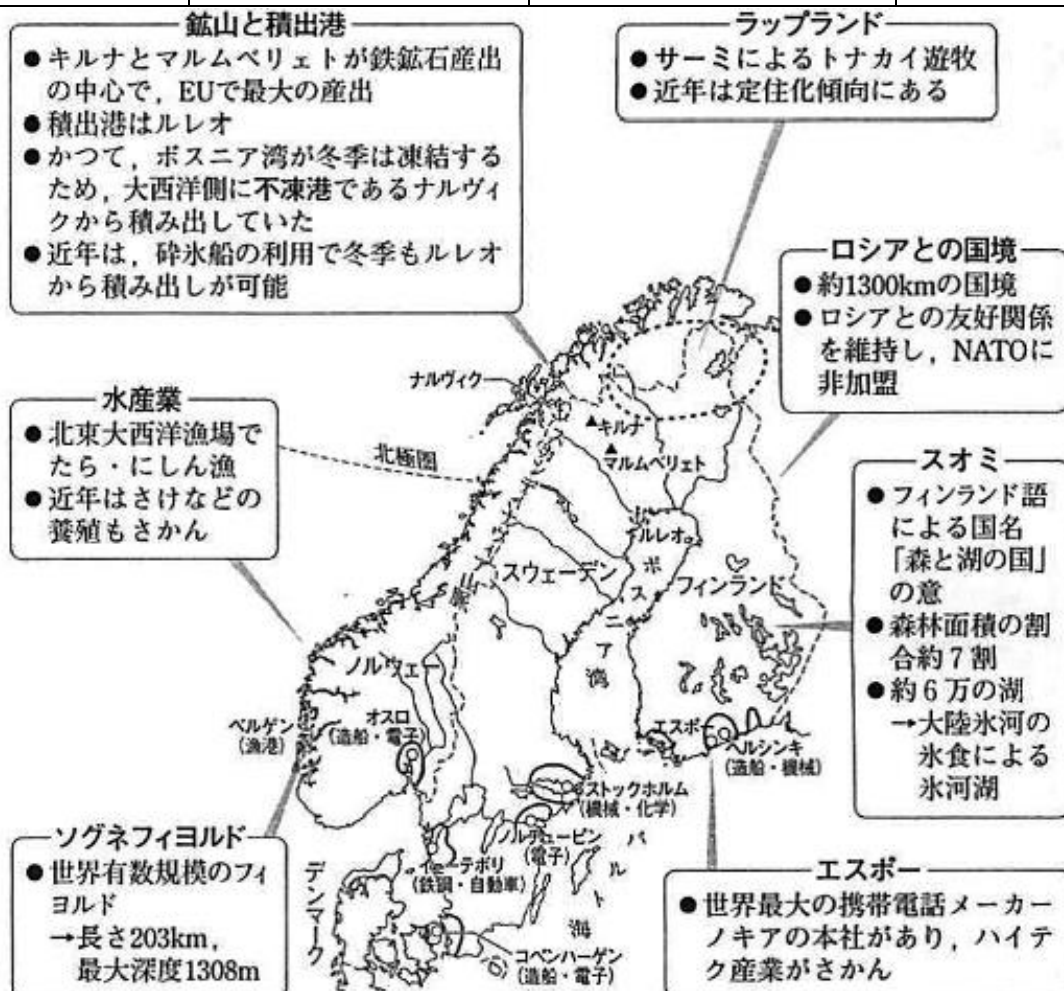 鉱山と積出港
●キルナとマルムベリェトが鉄鉱石産出
の中心で，EUで最大の産出
●積出港はルレオ
●かつて，ボスニア湾が冬季は凍結する
ため，大西洋側に不凍港であるナルヴィ
クから積み出していた
●近年は，砕氷船の利用で冬季もルレオ
から積み出しが可能
ラップランド
●サーミによるトナカイ遊牧
●近年は定住化傾向にある
ロシアとの国境
●約1300kmの国境
●ロシアとの友好関係
を維持し，NATOに
非加盟
水産業
●北東大西洋漁場で
たら・にしん漁
●近年はさけなどの
養殖もさかん
スオミ
●フィンランド語
による国名
「森と湖の国」
の意
●森林面積の割
合約7割
●約6万の湖
→大陸氷河の
氷食による
氷河湖
ナルヴィク
▲キルナ
▲
マルムベリェト
北極圏
ルレオ
スウェーデン
フィンランド
ボスニア湾
山脈
ノルウェー
ベルゲン
(漁港)
オスロ
(造船・電子)
エスポー
ヘルシンキ
(造船・機械)
ストックホルム
(機械・化学)
(電子)
(鉄鋼・自動車)
バルト海
デンマーク
コペンハーゲン
(造船・電子)
ソグネフィヨルド
●世界有数規模のフィ
ヨルド
→長さ203km，
最大深度1308m
エスポー
●世界最大の携帯電話メーカー
ノキアの本社があり，ハイテ
ク産業がさかん